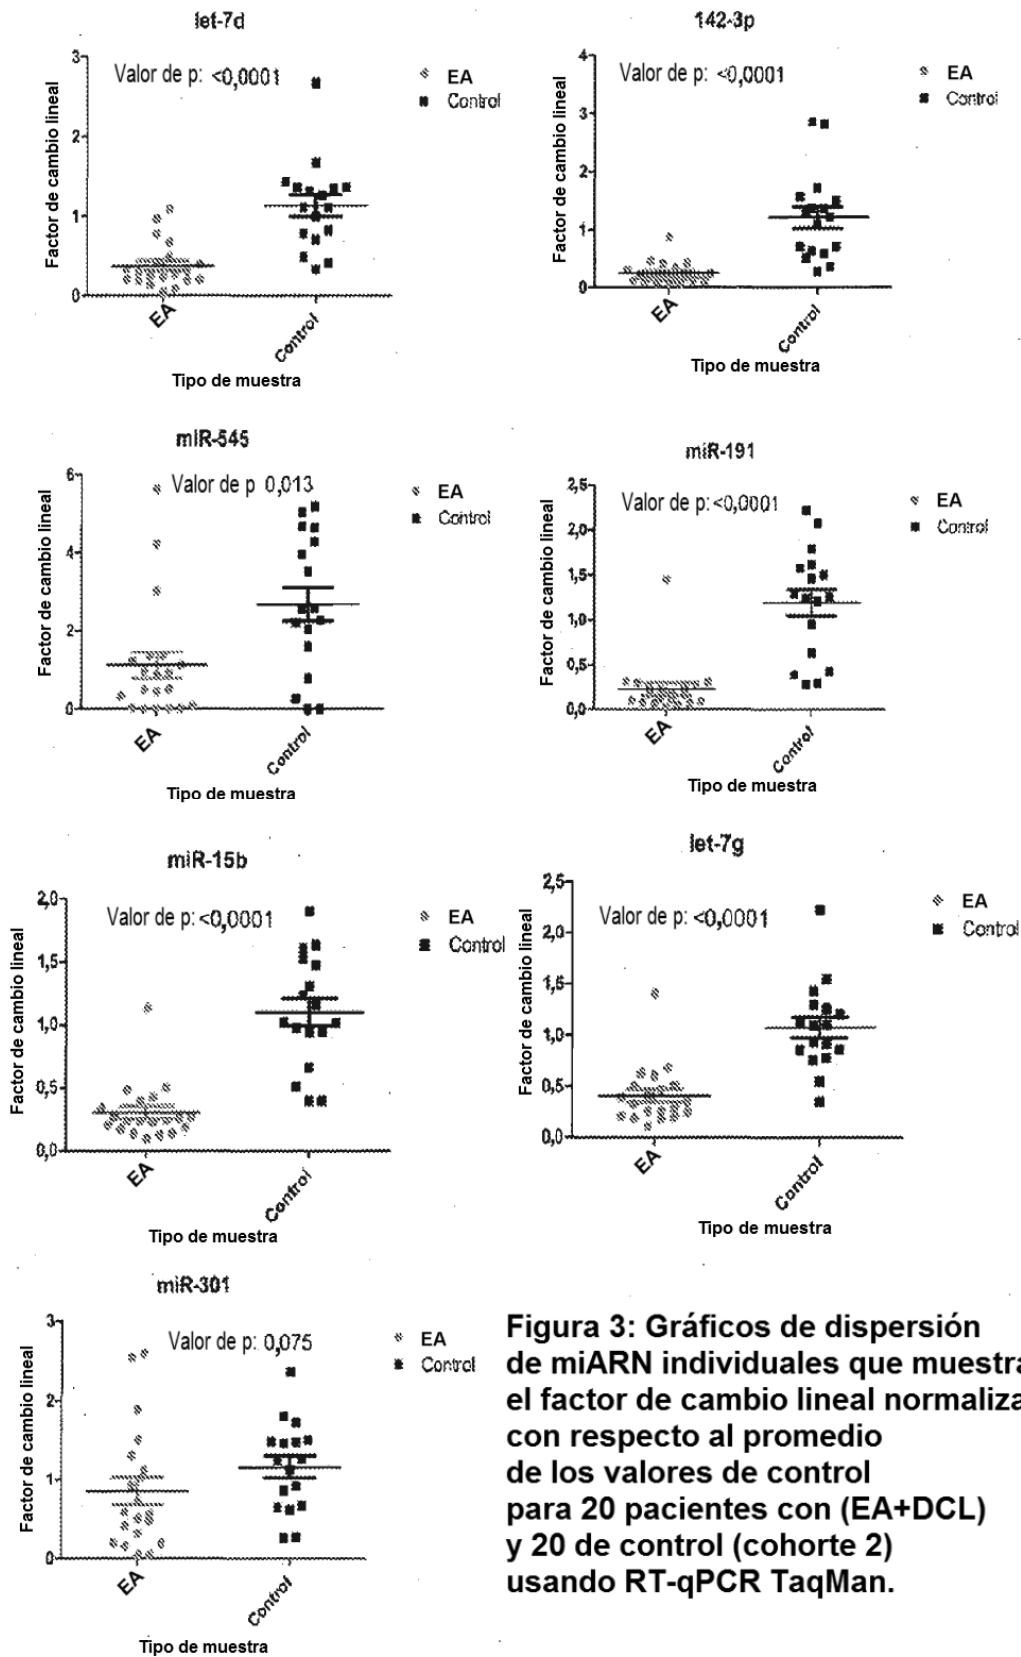 let-7d
3
2
1
0
Factor de cambio lineal
Valor de p: <0,0001
EA
Control
EA
Control
Tipo de muestra
142-3p
4
3
2
1
0
Factor de cambio lineal
Valor de p: <0,0001
EA
Control
EA
Control
Tipo de muestra
miR-545
6
4
2
0
Factor de cambio lineal
Valor de p 0,013
EA
Control
EA
Control
Tipo de muestra
miR-191
2,5
2,0
1,5
1,0
0,5
0,0
Factor de cambio lineal
Valor de p: <0,0001
EA
Control
EA
Control
Tipo de muestra
miR-15b
2,0
1,5
1,0
0,5
0,0
Factor de cambio lineal
Valor de p: <0,0001
EA
Control
EA
Control
Tipo de muestra
let-7g
2,5
2,0
1,5
1,0
0,5
0,0
Factor de cambio lineal
Valor de p: <0,0001
EA
Control
EA
Control
Tipo de muestra
miR-301
3
2
1
0
Factor de cambio lineal
Valor de p: 0,075
EA
Control
EA
Control
Tipo de muestra
Figura 3: Gráficos de dispersión
de miARN individuales que muestra
el factor de cambio lineal normaliza
con respecto al promedio
de los valores de control
para 20 pacientes con (EA+DCL)
y 20 de control (cohorte 2)
usando RT-qPCR TaqMan.